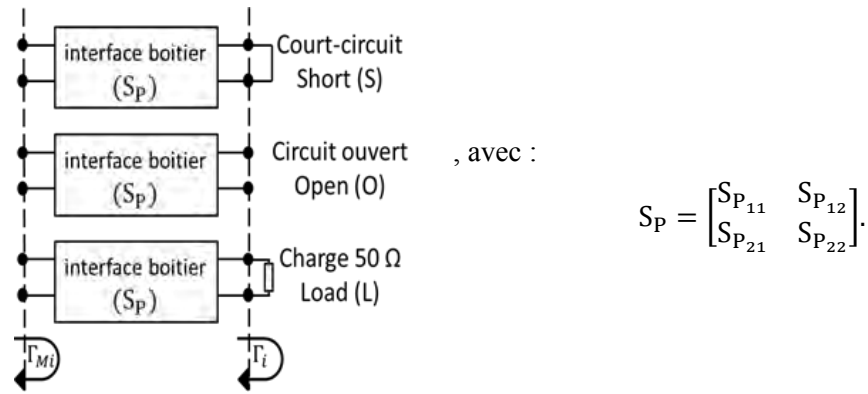 interface boitier
(S_P)
Court-circuit
Short (S)
interface boitier
(S_P)
Circuit ouvert
Open (O)
interface boitier
(S_P)
Charge 50 Ω
Load (L)
Γ_Mi
Γ_i
, avec :
S_P = [S_P₁₁ S_P₁₂
S_P₂₁ S_P₂₂].